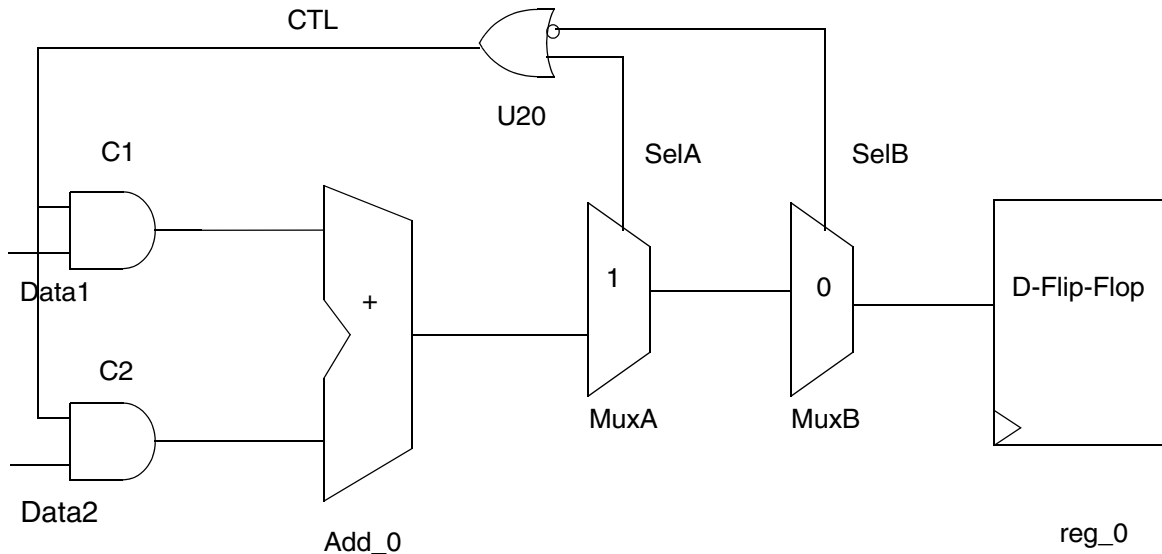 CTL
U20
C1
SelA
SelB
1
0
D-Flip-Flop
Data1
+
C2
MuxA
MuxB
Data2
Add_0
reg_0